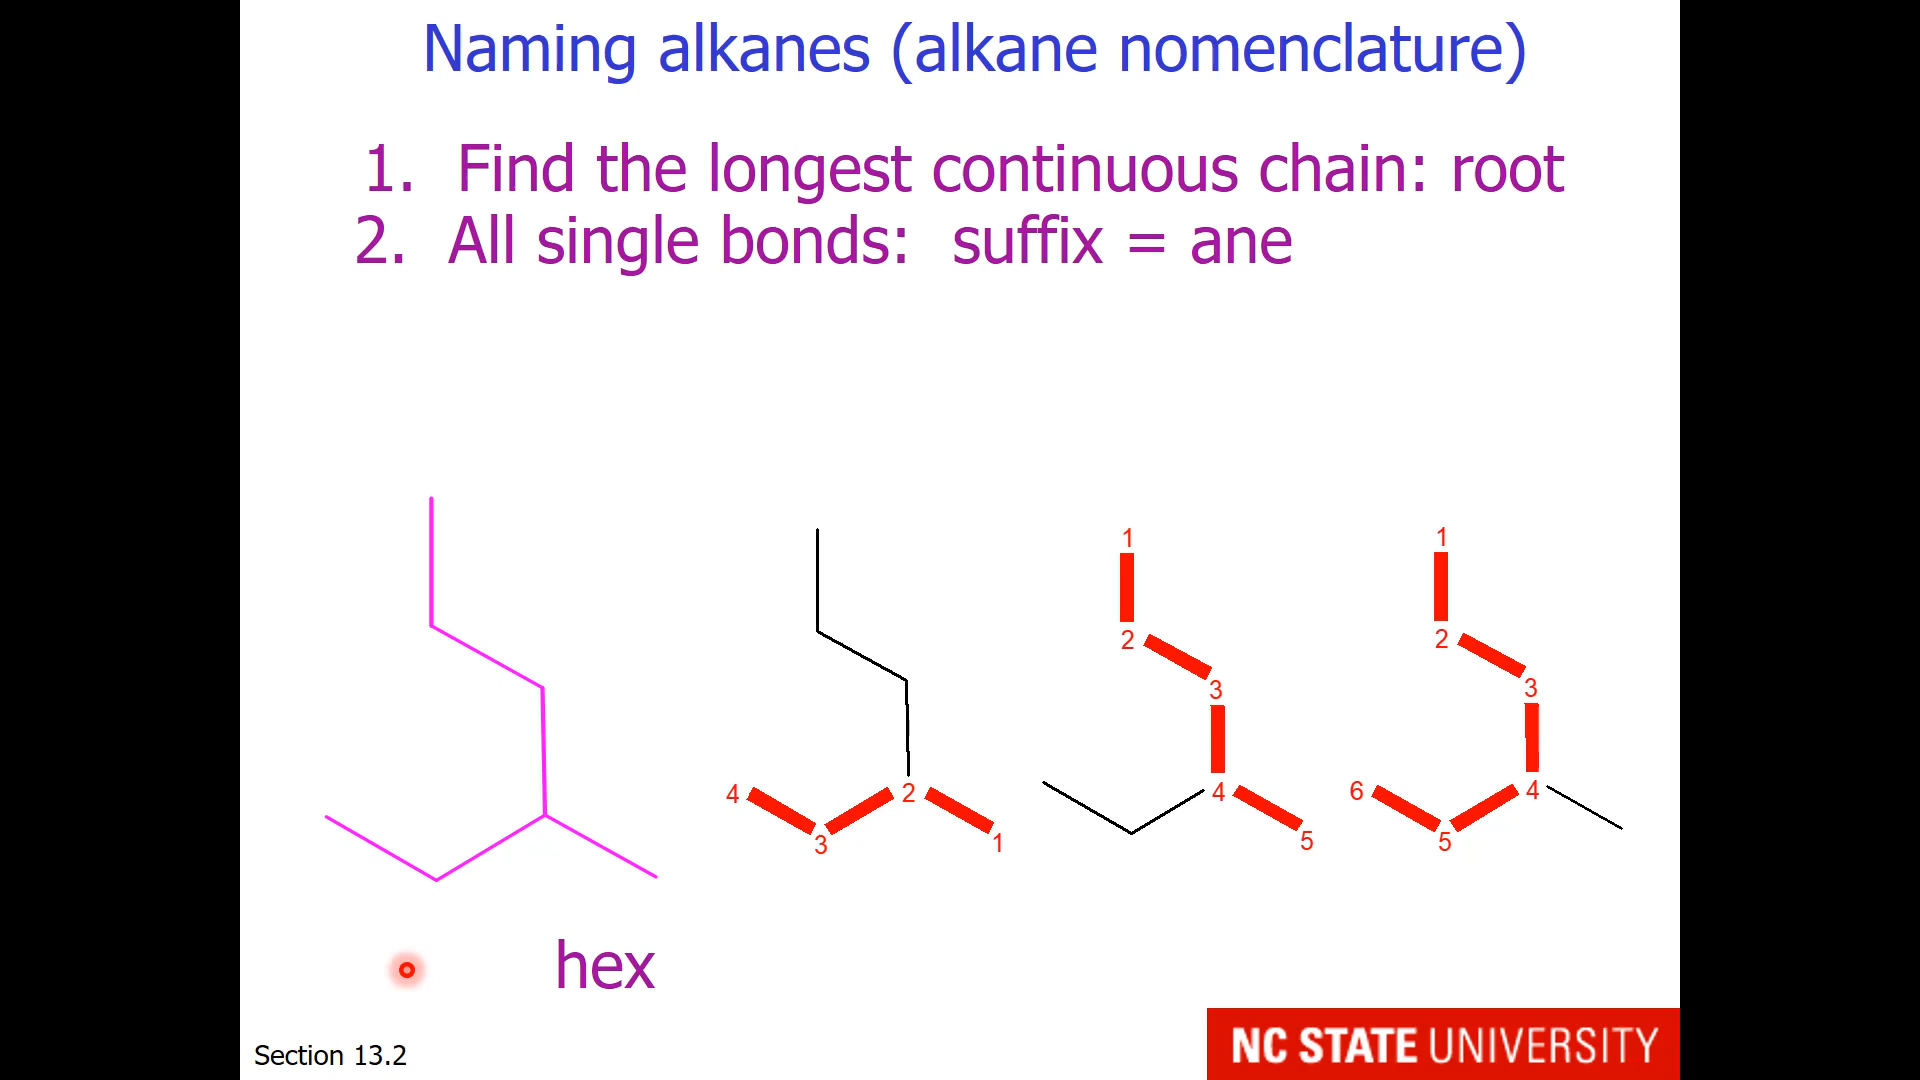 Naming alkanes (alkane nomenclature)
1. Find the longest continuous chain: root
2. All single bonds: suffix = ane
4
3
2
1
1
2
3
4
5
1
2
3
4
5
6
hex
Section 13.2
NC STATE UNIVERSITY